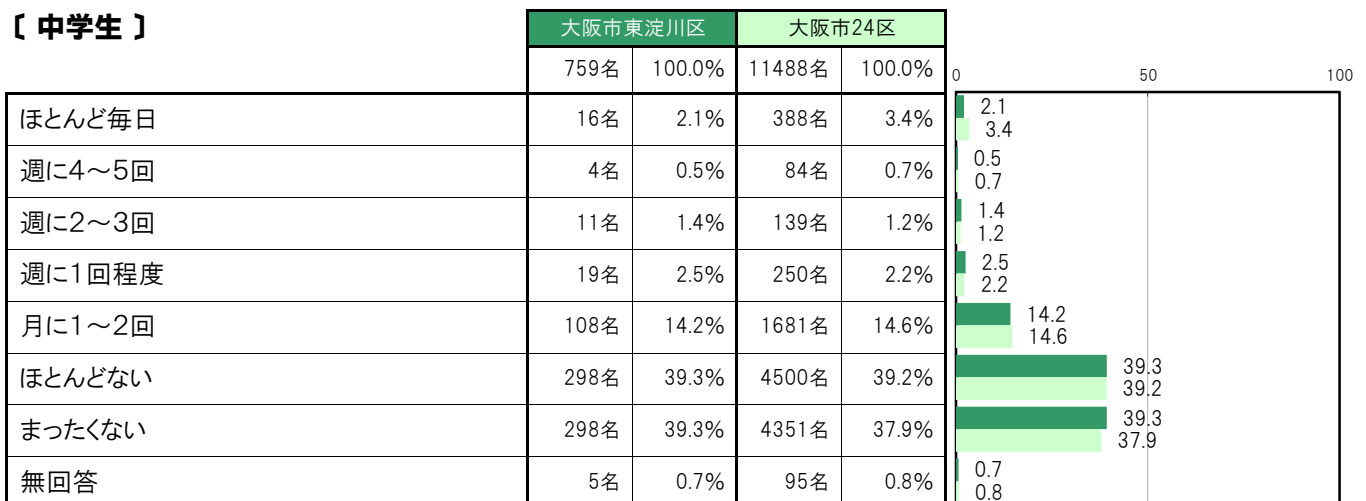 〔 中学生 〕
大阪市東淀川区 大阪市24区
759名 100.0% 11488名 100.0% 0 50 100
ほとんど毎日 16名 2.1% 388名 3.4% 2.1
3.4
週に4～5回 4名 0.5% 84名 0.7% 0.5
0.7
週に2～3回 11名 1.4% 139名 1.2% 1.4
1.2
週に1回程度 19名 2.5% 250名 2.2% 2.5
2.2
月に1～2回 108名 14.2% 1681名 14.6% 14.2
14.6
ほとんどない 298名 39.3% 4500名 39.2% 39.3
39.2
まったくない 298名 39.3% 4351名 37.9% 39.3
37.9
無回答 5名 0.7% 95名 0.8% 0.7
0.8